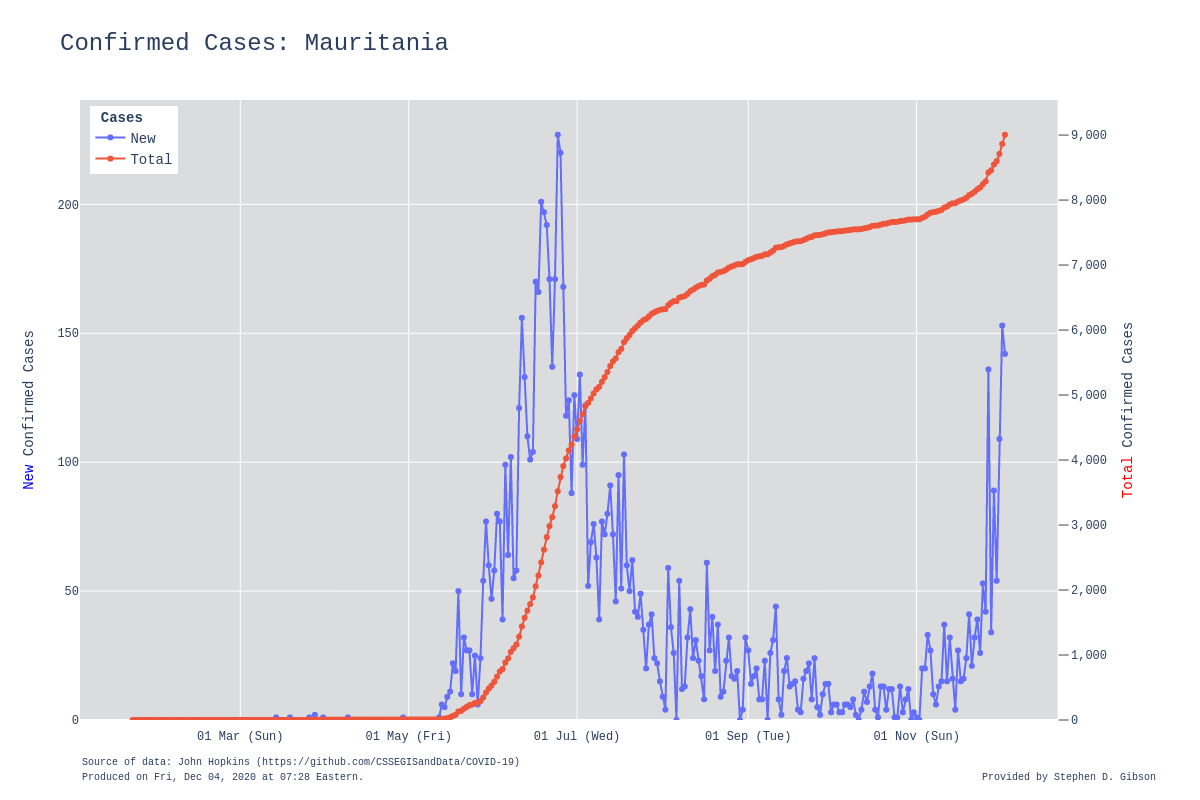 Confirmed Cases: Mauritania
Cases
New
Total
200
150
100
50
0
New Confirmed Cases
9,000
8,000
7,000
6,000
5,000
4,000
3,000
2,000
1,000
0
Total Confirmed Cases
01 Mar (Sun) 01 May (Fri) 01 Jul (Wed) 01 Sep (Tue) 01 Nov (Sun)
Source of data: John Hopkins (https://github.com/CSSEGISandData/COVID-19)
Produced on Fri, Dec 04, 2020 at 07:28 Eastern.
Provided by Stephen D. Gibson